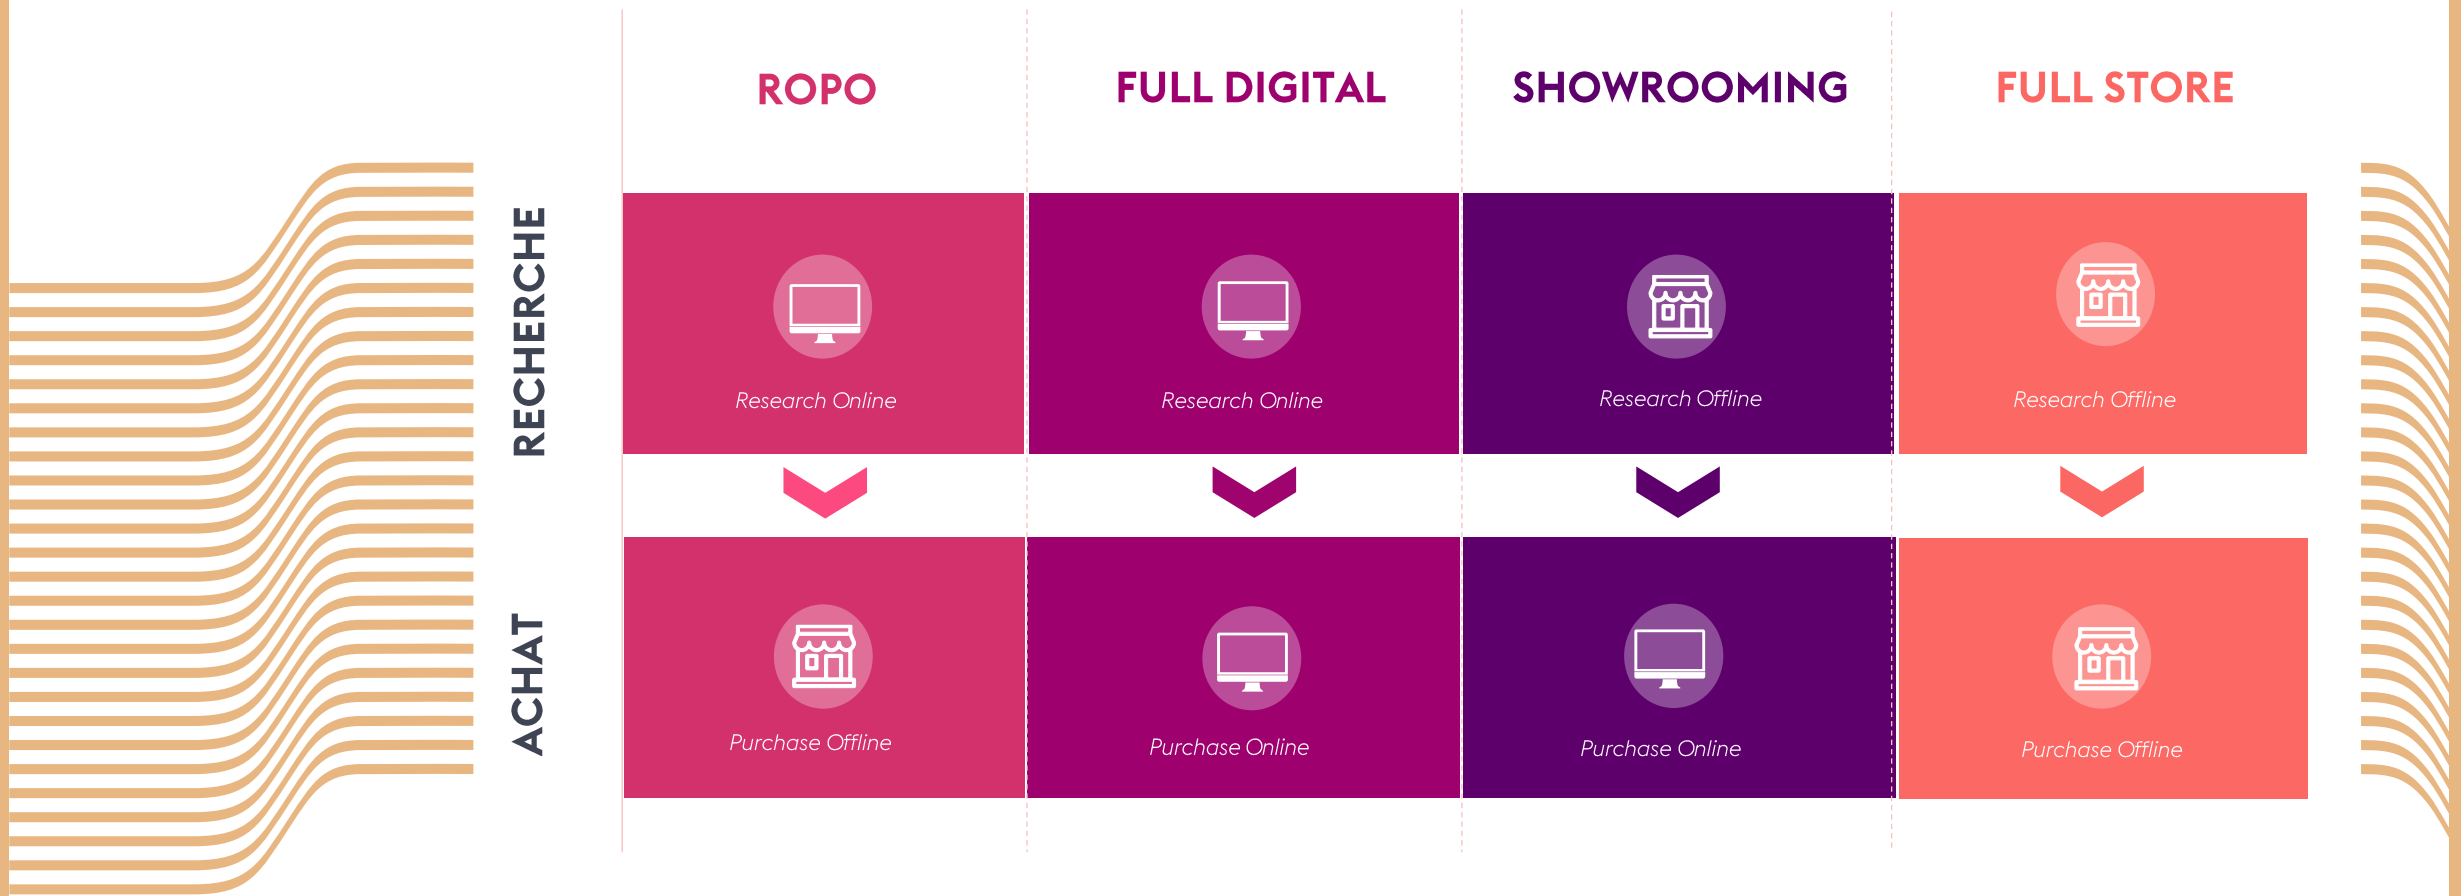 ROPO
FULL DIGITAL
SHOWROOMING
FULL STORE
RECHERCHE
Research Online
Research Online
Research Offline
Research Offline
ACHAT
Purchase Offline
Purchase Online
Purchase Online
Purchase Offline